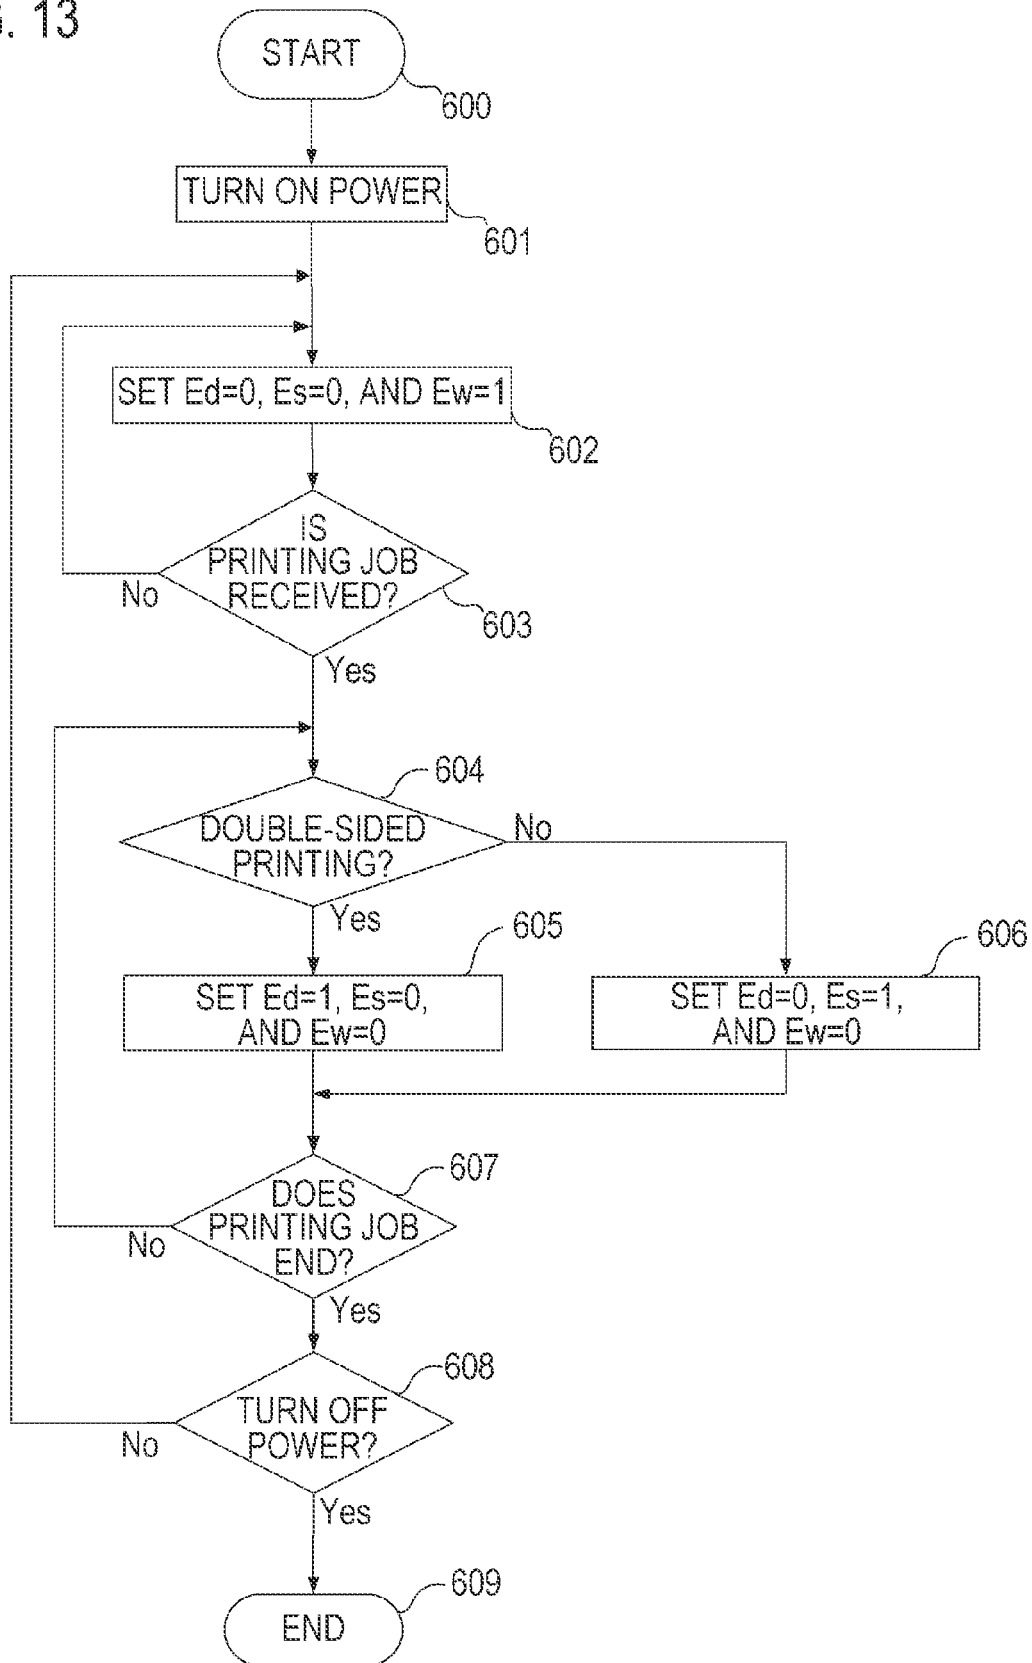 13
START
600
TURN ON POWER
601
SET Ed=0, Es=0, AND Ew=1
602
IS
PRINTING JOB
RECEIVED?
No
603
Yes
604
DOUBLE-SIDED
PRINTING?
No
Yes
605
606
SET Ed=1, Es=0,
AND Ew=0
SET Ed=0, Es=1,
AND Ew=0
607
DOES
PRINTING JOB
END?
No
Yes
608
TURN OFF
POWER?
No
Yes
609
END